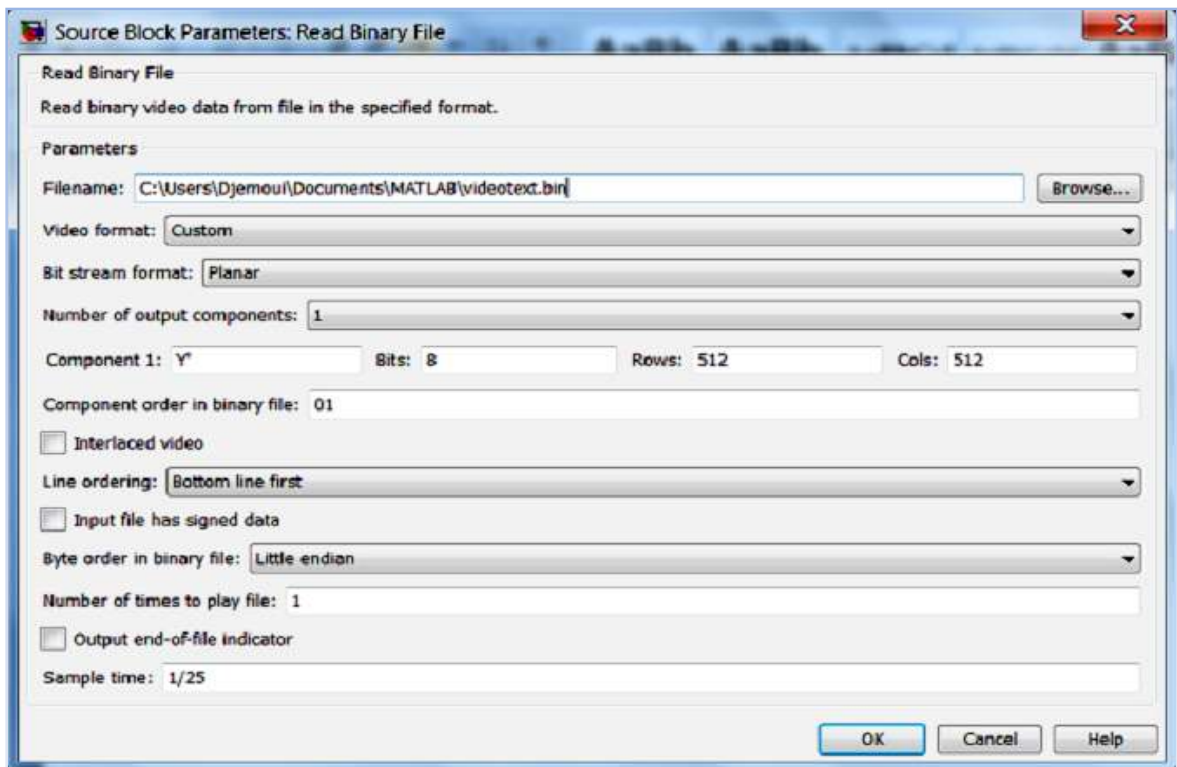 Source Block Parameters: Read Binary File
Read Binary File
Read binary video data from file in the specified format.
Parameters
Filename: C:\Users\Djemoui\Documents\MATLAB\videotext.bin Browse...
Video format: Custom
Bit stream format: Planar
Number of output components: 1
Component 1: Y' Bits: 8 Rows: 512 Cols: 512
Component order in binary file: 01
Interlaced video
Line ordering: Bottom line first
Input file has signed data
Byte order in binary file: Little endian
Number of times to play file: 1
Output end-of-file indicator
Sample time: 1/25
OK Cancel Help